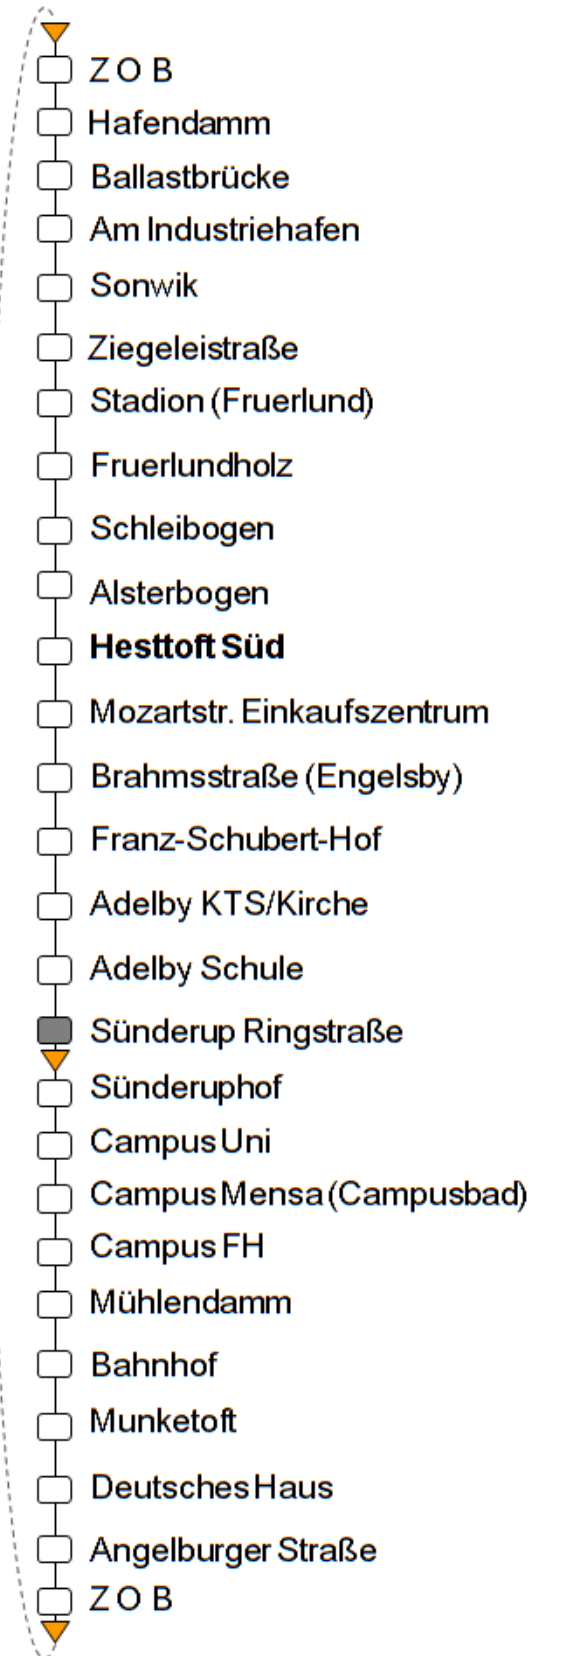 Z O B
Hafendamm
Ballastbrücke
Am Industriehafen
Sonwik
Ziegeleistraße
Stadion (Fruerlund)
Fruerlundholz
Schleibogen
Alsterbogen
Hesttoft Süd
Mozartstr. Einkaufszentrum
Brahmsstraße (Engelsby)
Franz-Schubert-Hof
Adelby KTS/Kirche
Adelby Schule
Sünderup Ringstraße
Sünderuphof
Campus Uni
Campus Mensa (Campusbad)
Campus FH
Mühlendamm
Bahnhof
Munketoft
Deutsches Haus
Angelburger Straße
Z O B